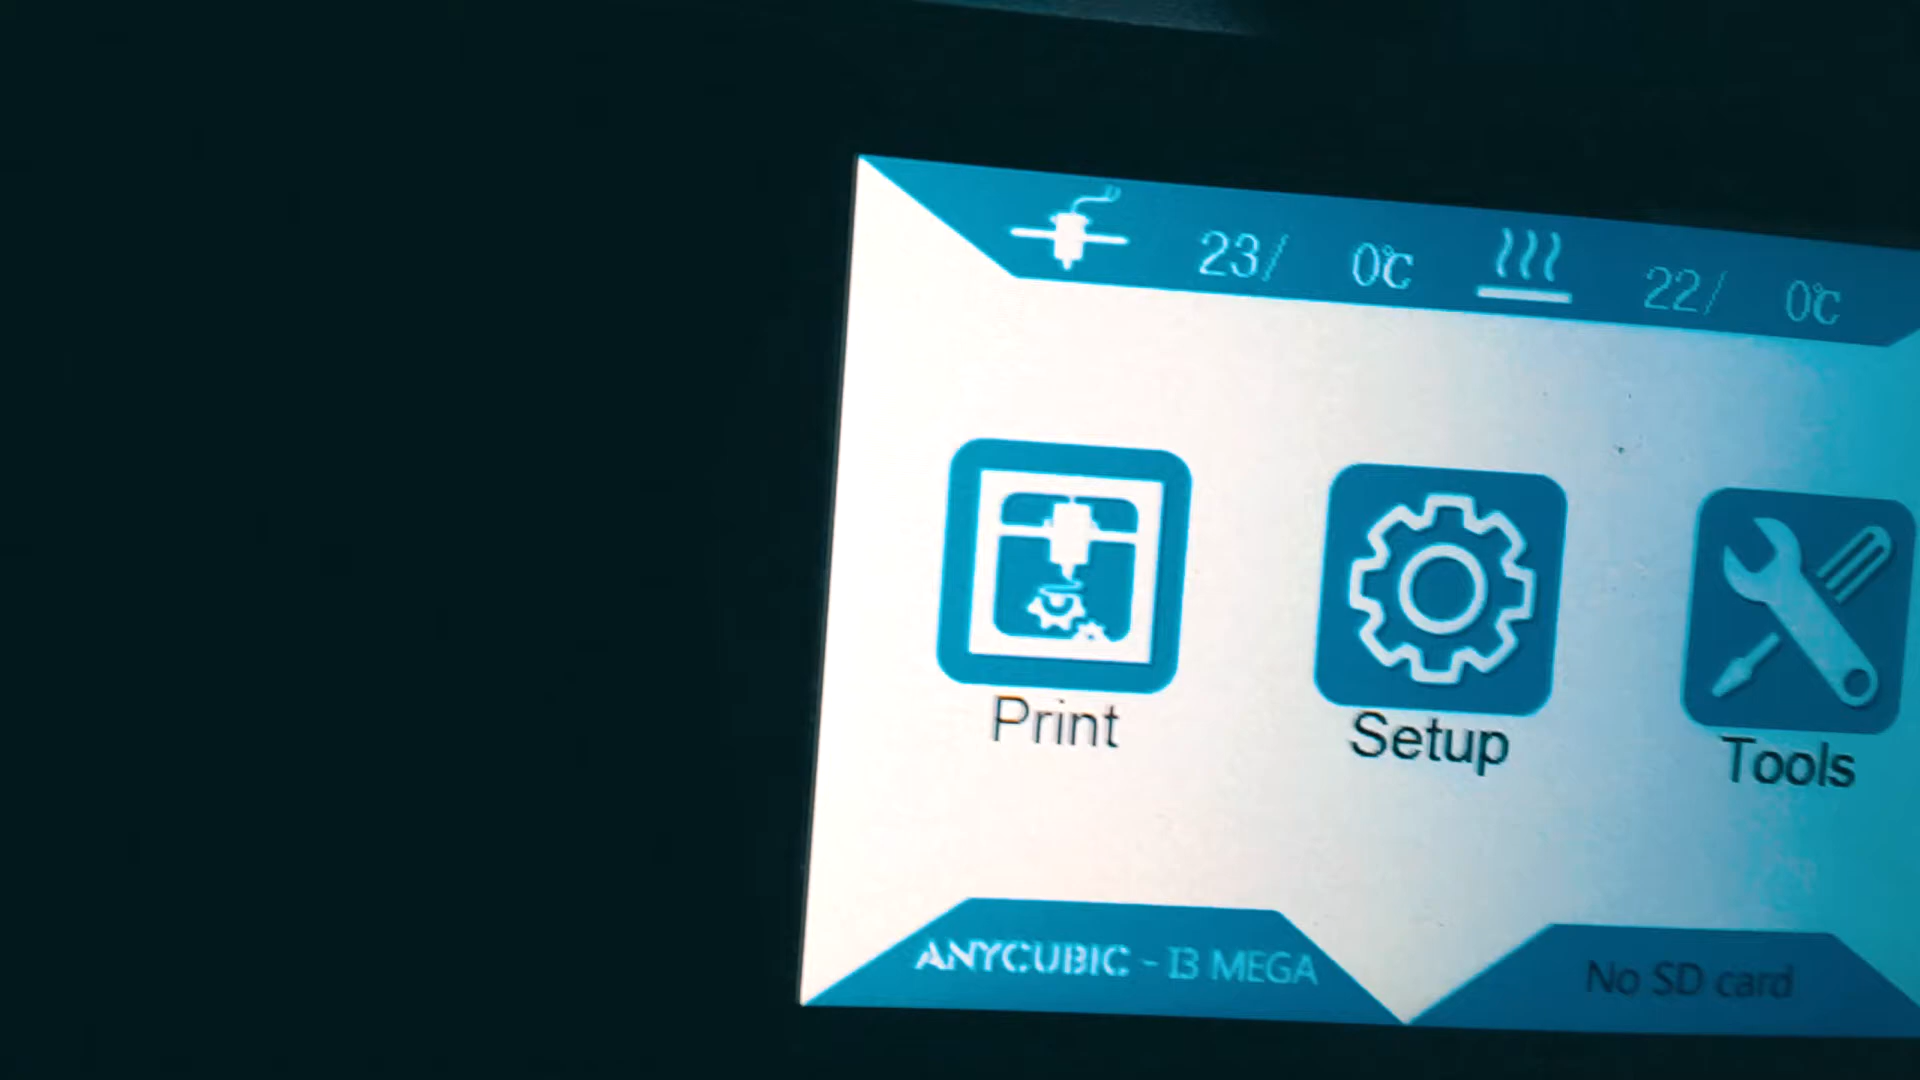 23/ 0℃ 22/ 0℃
Print Setup Tools
ANYCUBIC - I3 MEGA No SD card